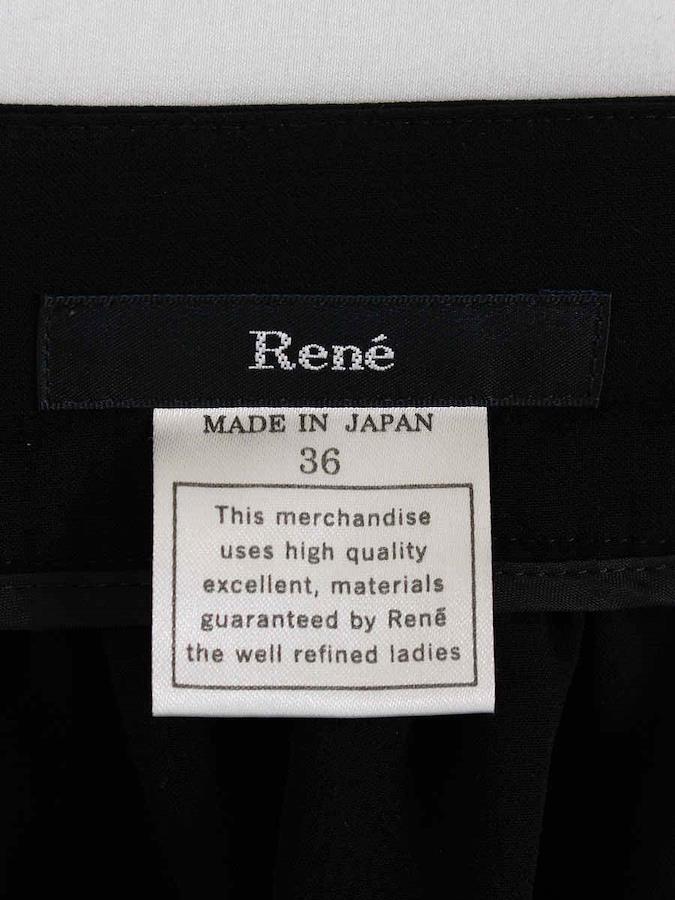 René
MADE IN JAPAN
36
This merchandise
uses high quality
excellent, materials
guaranteed by René
the well refined ladies